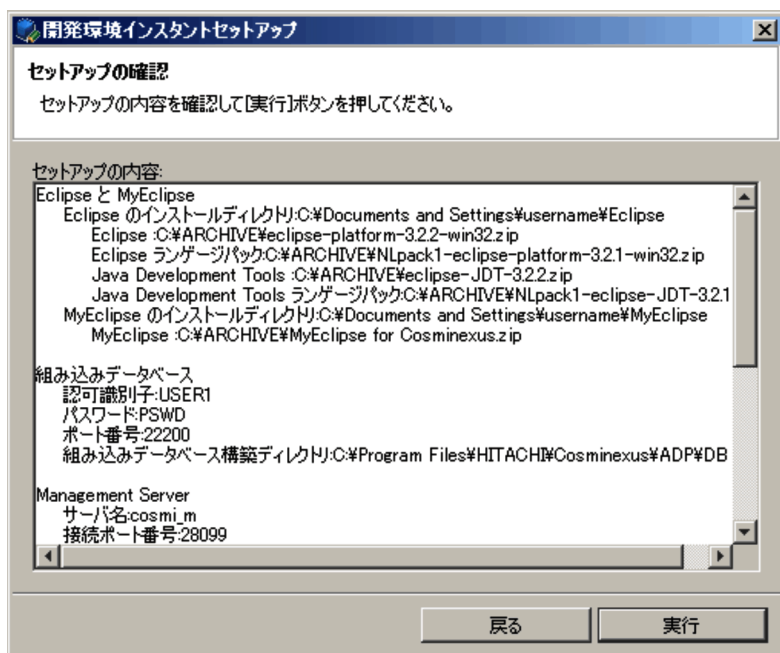 開発環境インスタントセットアップ
セットアップの確認
セットアップの内容を確認して[実行]ボタンを押してください。
セットアップの内容:
Eclipse と MyEclipse
Eclipse のインストールディレクトリ:C:¥Documents and Settings¥username¥Eclipse
Eclipse :C:¥ARCHIVE¥eclipse-platform-3.2.2-win32.zip
Eclipse ランゲージパック:C:¥ARCHIVE¥NLpack1-eclipse-platform-3.2.1-win32.zip
Java Development Tools :C:¥ARCHIVE¥eclipse-JDT-3.2.2.zip
Java Development Tools ランゲージパック:C:¥ARCHIVE¥NLpack1-eclipse-JDT-3.2.1
MyEclipse のインストールディレクトリ:C:¥Documents and Settings¥username¥MyEclipse
MyEclipse :C:¥ARCHIVE¥MyEclipse for Cosminexus.zip
組み込みデータベース
認可識別子:USER1
パスワード:PSWD
ポート番号:22200
組み込みデータベース構築ディレクトリ:C:¥Program Files¥HITACHI¥Cosminexus¥ADP¥DB
Management Server
サーバ名:cosmi_m
接続ポート番号:28099
戻る
実行